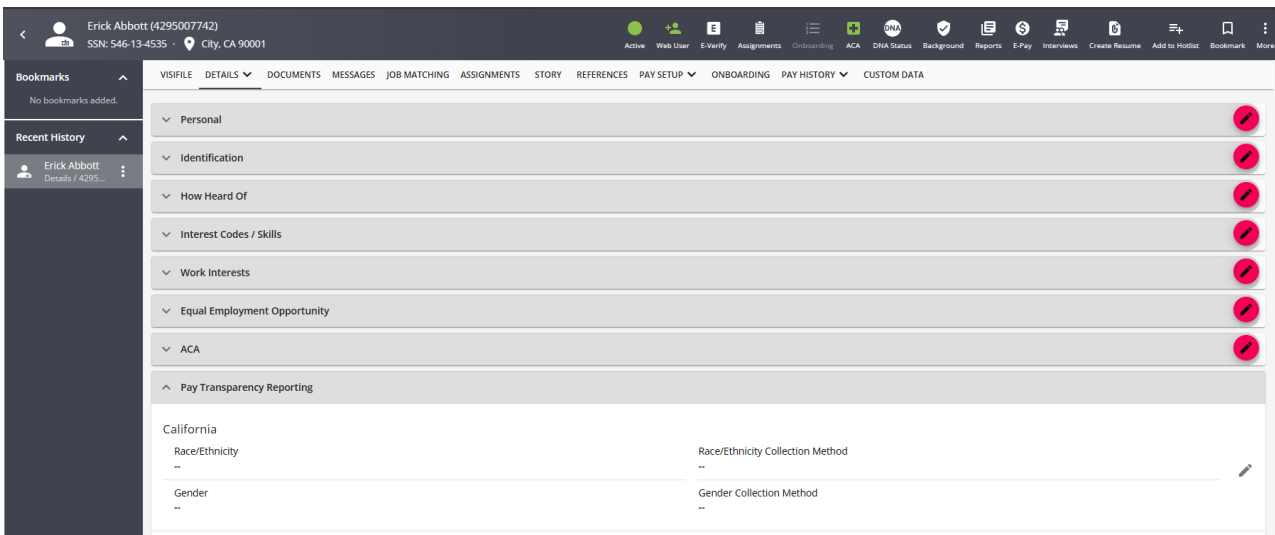 Erick Abbott (4295007742)
SSN: 546-13-4535 · City, CA 90001
Active Web User E-Verify Assignments Onboarding ACA DNA Status Background Reports E-Pay Interviews Create Resume Add to Hotlist Bookmark More
E
DNA
Bookmarks
No bookmarks added.
Recent History
Erick Abbott
Details / 4295...
VISIFILE DETAILS DOCUMENTS MESSAGES JOB MATCHING ASSIGNMENTS STORY REFERENCES PAY SETUP ONBOARDING PAY HISTORY CUSTOM DATA
Personal
Identification
How Heard Of
Interest Codes / Skills
Work Interests
Equal Employment Opportunity
ACA
Pay Transparency Reporting
California
Race/Ethnicity
--
Race/Ethnicity Collection Method
--
Gender
--
Gender Collection Method
--